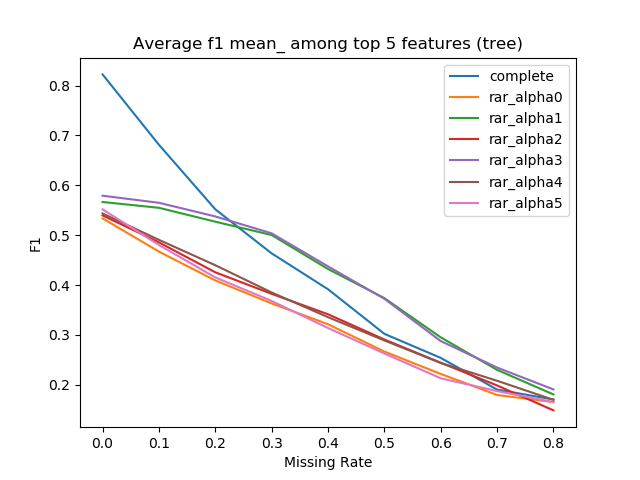 Average f1 mean_ among top 5 features (tree)
complete
rar_alpha0
rar_alpha1
rar_alpha2
rar_alpha3
rar_alpha4
rar_alpha5
F1
0.8
0.7
0.6
0.5
0.4
0.3
0.2
0.0 0.1 0.2 0.3 0.4 0.5 0.6 0.7 0.8
Missing Rate